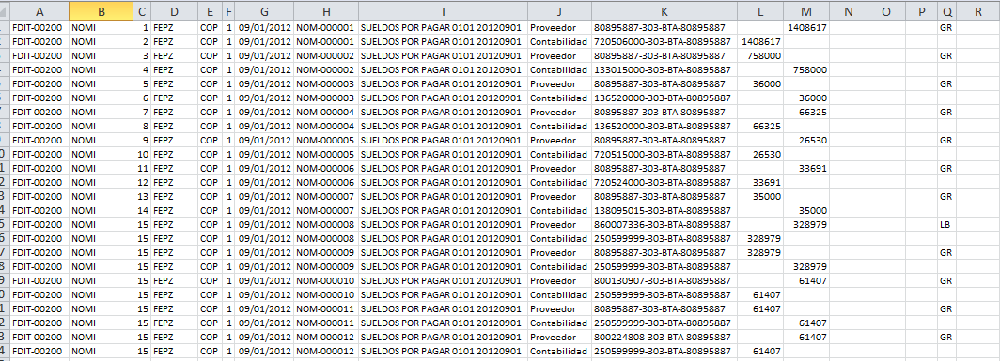 A B C D E F G H I J K L M N O P Q R
FDIT-00200 NOMI 1 FEPZ COP 1 09/01/2012 NOM-000001 SUELDOS POR PAGAR 0101 20120901 Proveedor 80895887-303-BTA-80895887 1408617 GR
FDIT-00200 NOMI 2 FEPZ COP 1 09/01/2012 NOM-000001 SUELDOS POR PAGAR 0101 20120901 Contabilidad 720506000-303-BTA-80895887 1408617
FDIT-00200 NOMI 3 FEPZ COP 1 09/01/2012 NOM-000002 SUELDOS POR PAGAR 0101 20120901 Proveedor 80895887-303-BTA-80895887 758000 GR
FDIT-00200 NOMI 4 FEPZ COP 1 09/01/2012 NOM-000002 SUELDOS POR PAGAR 0101 20120901 Contabilidad 133015000-303-BTA-80895887 758000
FDIT-00200 NOMI 5 FEPZ COP 1 09/01/2012 NOM-000003 SUELDOS POR PAGAR 0101 20120901 Proveedor 80895887-303-BTA-80895887 36000 GR
FDIT-00200 NOMI 6 FEPZ COP 1 09/01/2012 NOM-000003 SUELDOS POR PAGAR 0101 20120901 Contabilidad 136520000-303-BTA-80895887 36000
FDIT-00200 NOMI 7 FEPZ COP 1 09/01/2012 NOM-000004 SUELDOS POR PAGAR 0101 20120901 Proveedor 80895887-303-BTA-80895887 66325 GR
FDIT-00200 NOMI 8 FEPZ COP 1 09/01/2012 NOM-000004 SUELDOS POR PAGAR 0101 20120901 Contabilidad 136520000-303-BTA-80895887 66325
FDIT-00200 NOMI 9 FEPZ COP 1 09/01/2012 NOM-000005 SUELDOS POR PAGAR 0101 20120901 Proveedor 80895887-303-BTA-80895887 26530 GR
FDIT-00200 NOMI 10 FEPZ COP 1 09/01/2012 NOM-000005 SUELDOS POR PAGAR 0101 20120901 Contabilidad 720515000-303-BTA-80895887 26530
FDIT-00200 NOMI 11 FEPZ COP 1 09/01/2012 NOM-000006 SUELDOS POR PAGAR 0101 20120901 Proveedor 80895887-303-BTA-80895887 33691 GR
FDIT-00200 NOMI 12 FEPZ COP 1 09/01/2012 NOM-000006 SUELDOS POR PAGAR 0101 20120901 Contabilidad 720524000-303-BTA-80895887 33691
FDIT-00200 NOMI 13 FEPZ COP 1 09/01/2012 NOM-000007 SUELDOS POR PAGAR 0101 20120901 Proveedor 80895887-303-BTA-80895887 35000 GR
FDIT-00200 NOMI 14 FEPZ COP 1 09/01/2012 NOM-000007 SUELDOS POR PAGAR 0101 20120901 Contabilidad 138095015-303-BTA-80895887 35000
FDIT-00200 NOMI 15 FEPZ COP 1 09/01/2012 NOM-000008 SUELDOS POR PAGAR 0101 20120901 Proveedor 860007336-303-BTA-80895887 328979 LB
FDIT-00200 NOMI 15 FEPZ COP 1 09/01/2012 NOM-000008 SUELDOS POR PAGAR 0101 20120901 Contabilidad 250599999-303-BTA-80895887 328979
FDIT-00200 NOMI 15 FEPZ COP 1 09/01/2012 NOM-000009 SUELDOS POR PAGAR 0101 20120901 Proveedor 80895887-303-BTA-80895887 328979 GR
FDIT-00200 NOMI 15 FEPZ COP 1 09/01/2012 NOM-000009 SUELDOS POR PAGAR 0101 20120901 Contabilidad 250599999-303-BTA-80895887 328979
FDIT-00200 NOMI 15 FEPZ COP 1 09/01/2012 NOM-000010 SUELDOS POR PAGAR 0101 20120901 Proveedor 800130907-303-BTA-80895887 61407 GR
FDIT-00200 NOMI 15 FEPZ COP 1 09/01/2012 NOM-000010 SUELDOS POR PAGAR 0101 20120901 Contabilidad 250599999-303-BTA-80895887 61407
FDIT-00200 NOMI 15 FEPZ COP 1 09/01/2012 NOM-000011 SUELDOS POR PAGAR 0101 20120901 Proveedor 80895887-303-BTA-80895887 61407 GR
FDIT-00200 NOMI 15 FEPZ COP 1 09/01/2012 NOM-000011 SUELDOS POR PAGAR 0101 20120901 Contabilidad 250599999-303-BTA-80895887 61407
FDIT-00200 NOMI 15 FEPZ COP 1 09/01/2012 NOM-000012 SUELDOS POR PAGAR 0101 20120901 Proveedor 800224808-303-BTA-80895887 61407 GR
FDIT-00200 NOMI 15 FEPZ COP 1 09/01/2012 NOM-000012 SUELDOS POR PAGAR 0101 20120901 Contabilidad 250599999-303-BTA-80895887 61407